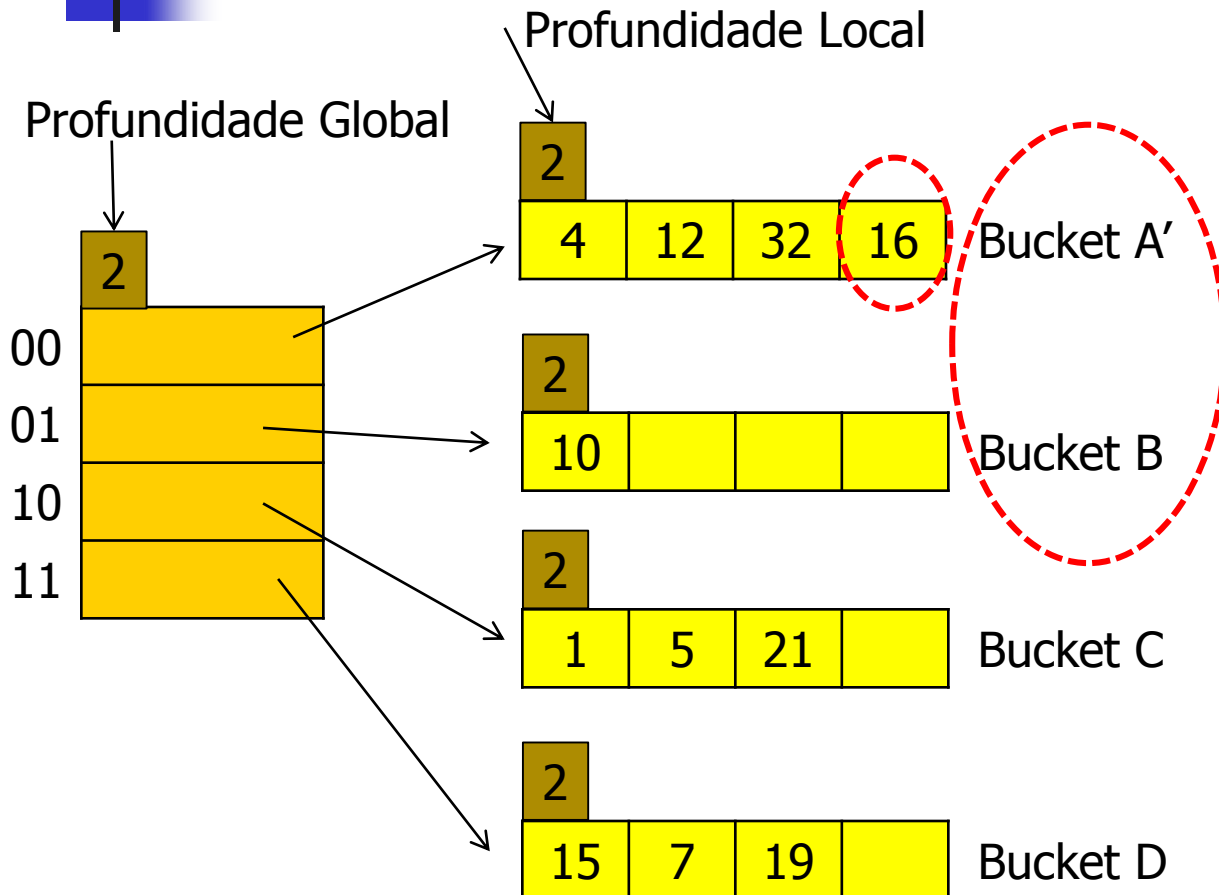 Profundidade Local
Profundidade Global
2
2
4 12 32 16 Bucket A’
00
01
10
11
2
10 Bucket B
2
1 5 21 Bucket C
2
15 7 19 Bucket D